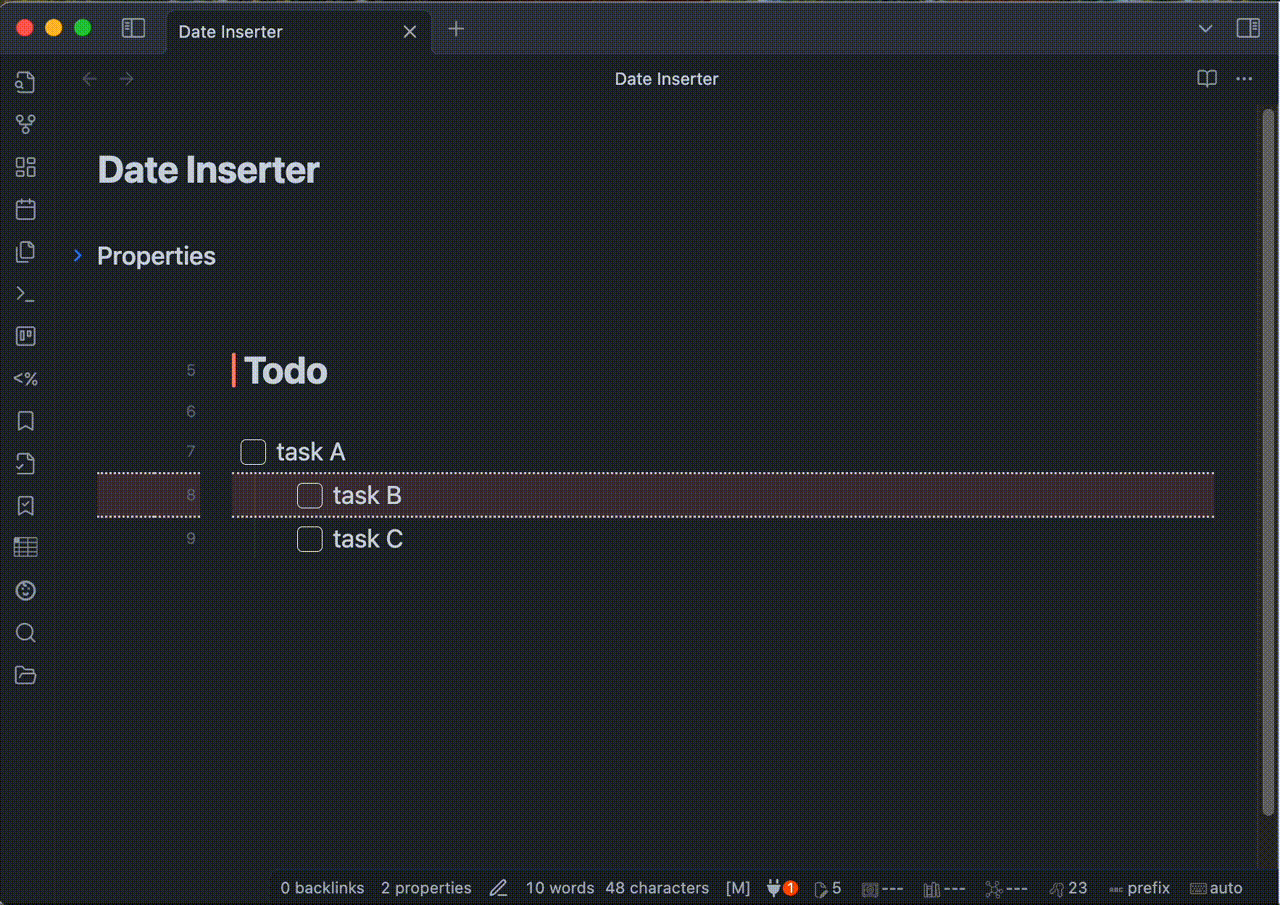 Date Inserter
Date Inserter
Date Inserter
Properties
5 Todo
6
7 task A
8 task B
9 task C
<%
0 backlinks 2 properties 10 words 48 characters [M] 1 5 --- --- --- 23 abc prefix auto